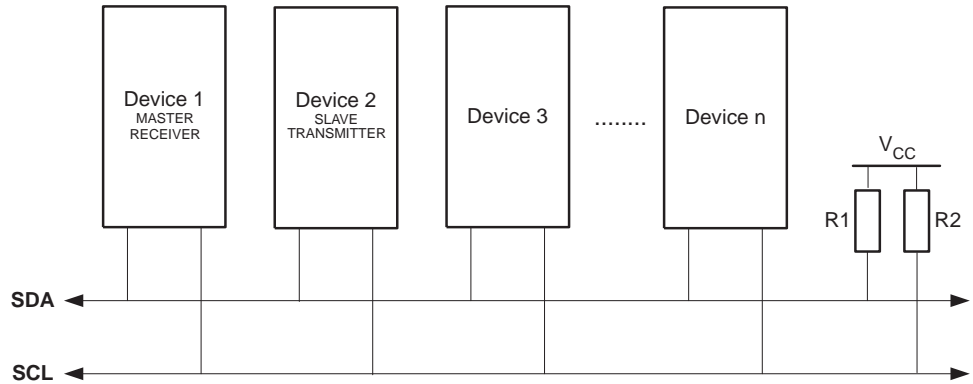 Device 1
MASTER
RECEIVER
Device 2
SLAVE
TRANSMITTER
Device 3
........
Device n
VCC
R1
R2
SDA
SCL